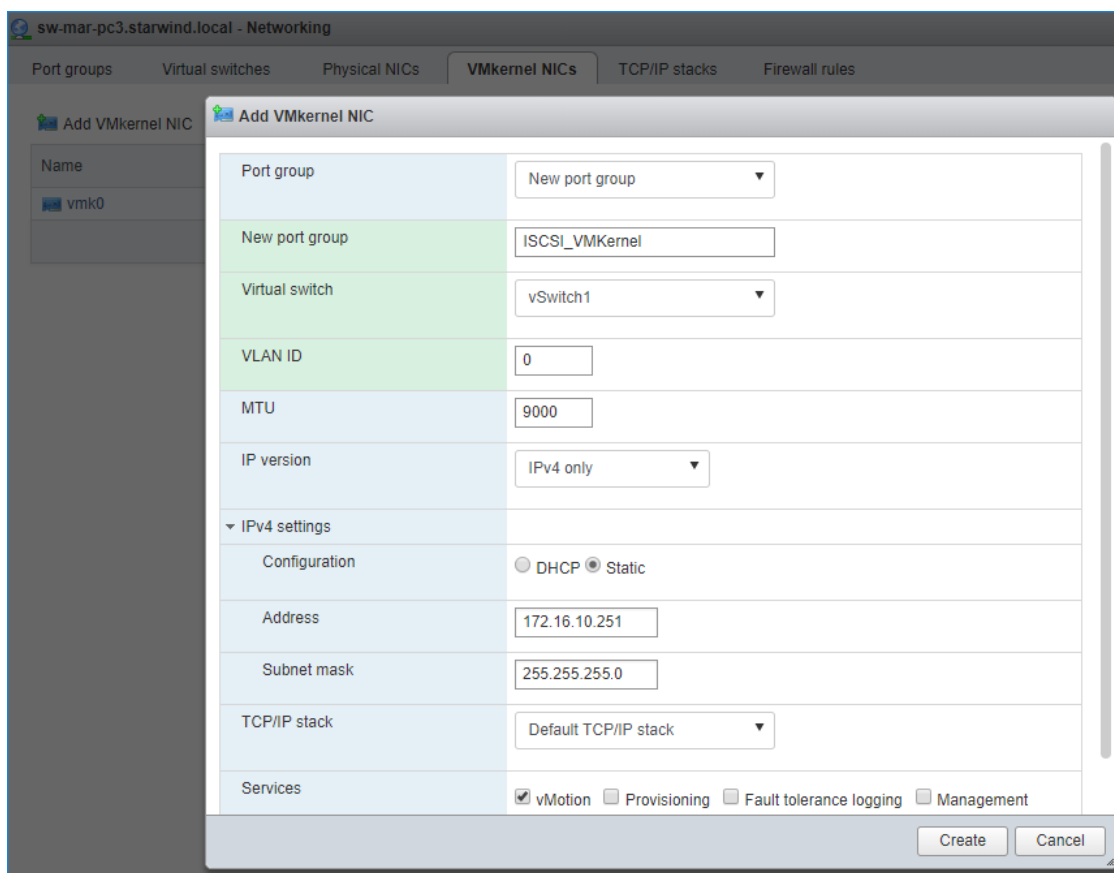 sw-mar-pc3.starwind.local - Networking
Port groups Virtual switches Physical NICs VMkernel NICs TCP/IP stacks Firewall rules
Add VMkernel NIC
Name
vmk0
Add VMkernel NIC
Port group New port group
New port group ISCSI_VMKernel
Virtual switch vSwitch1
VLAN ID 0
MTU 9000
IP version IPv4 only
IPv4 settings
Configuration DHCP Static
Address 172.16.10.251
Subnet mask 255.255.255.0
TCP/IP stack Default TCP/IP stack
Services vMotion Provisioning Fault tolerance logging Management
Create Cancel